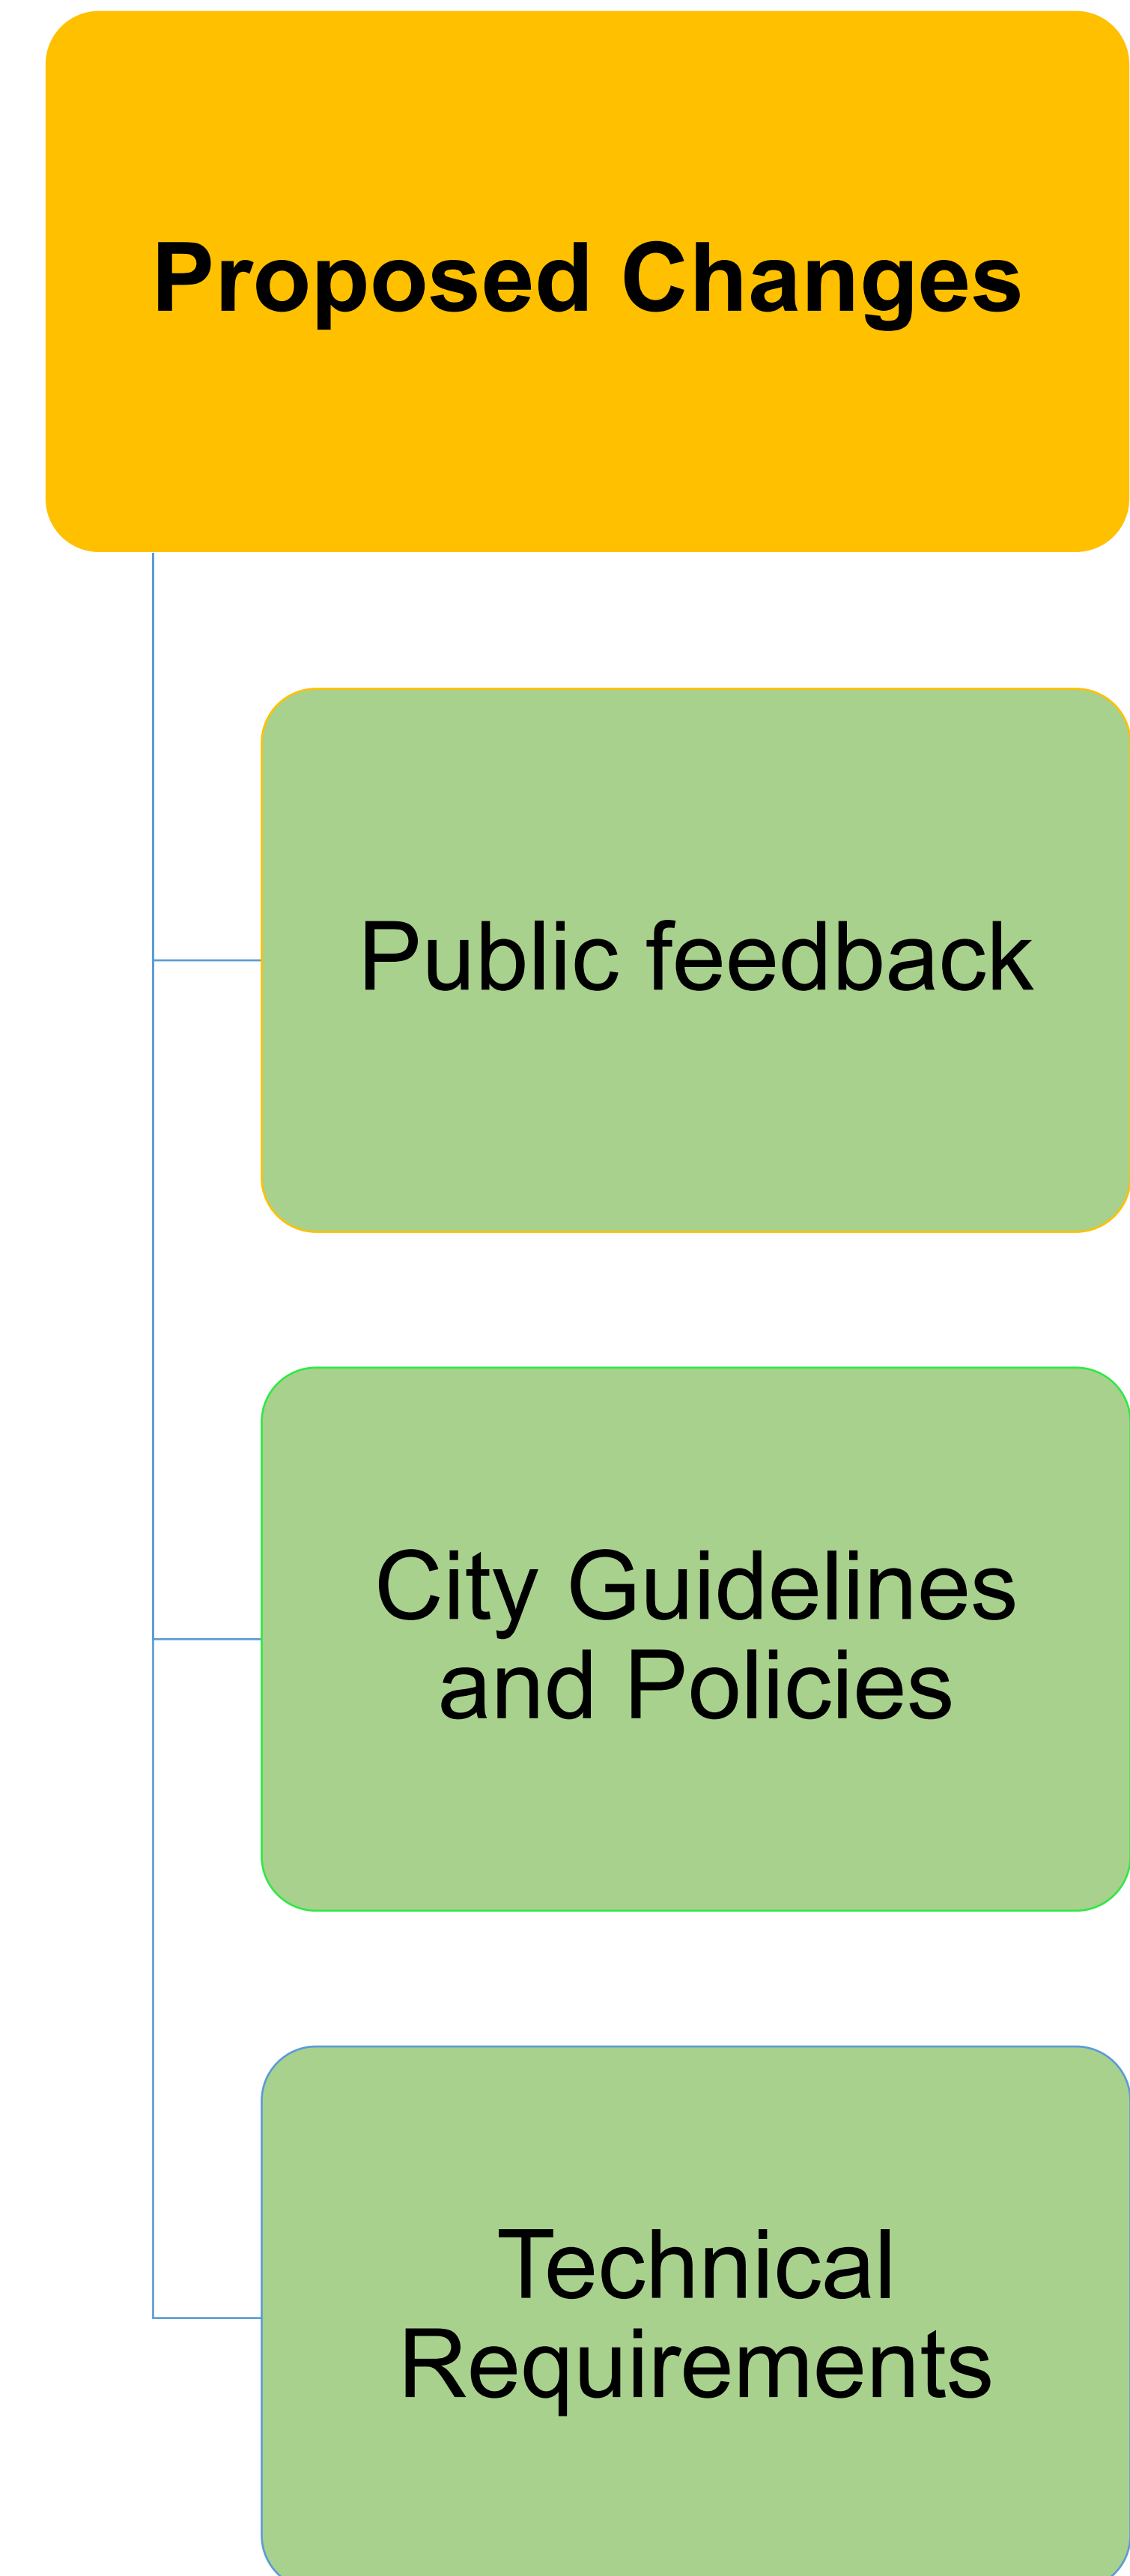 Proposed Changes
Public feedback
City Guidelines
and Policies
Technical
Requirements